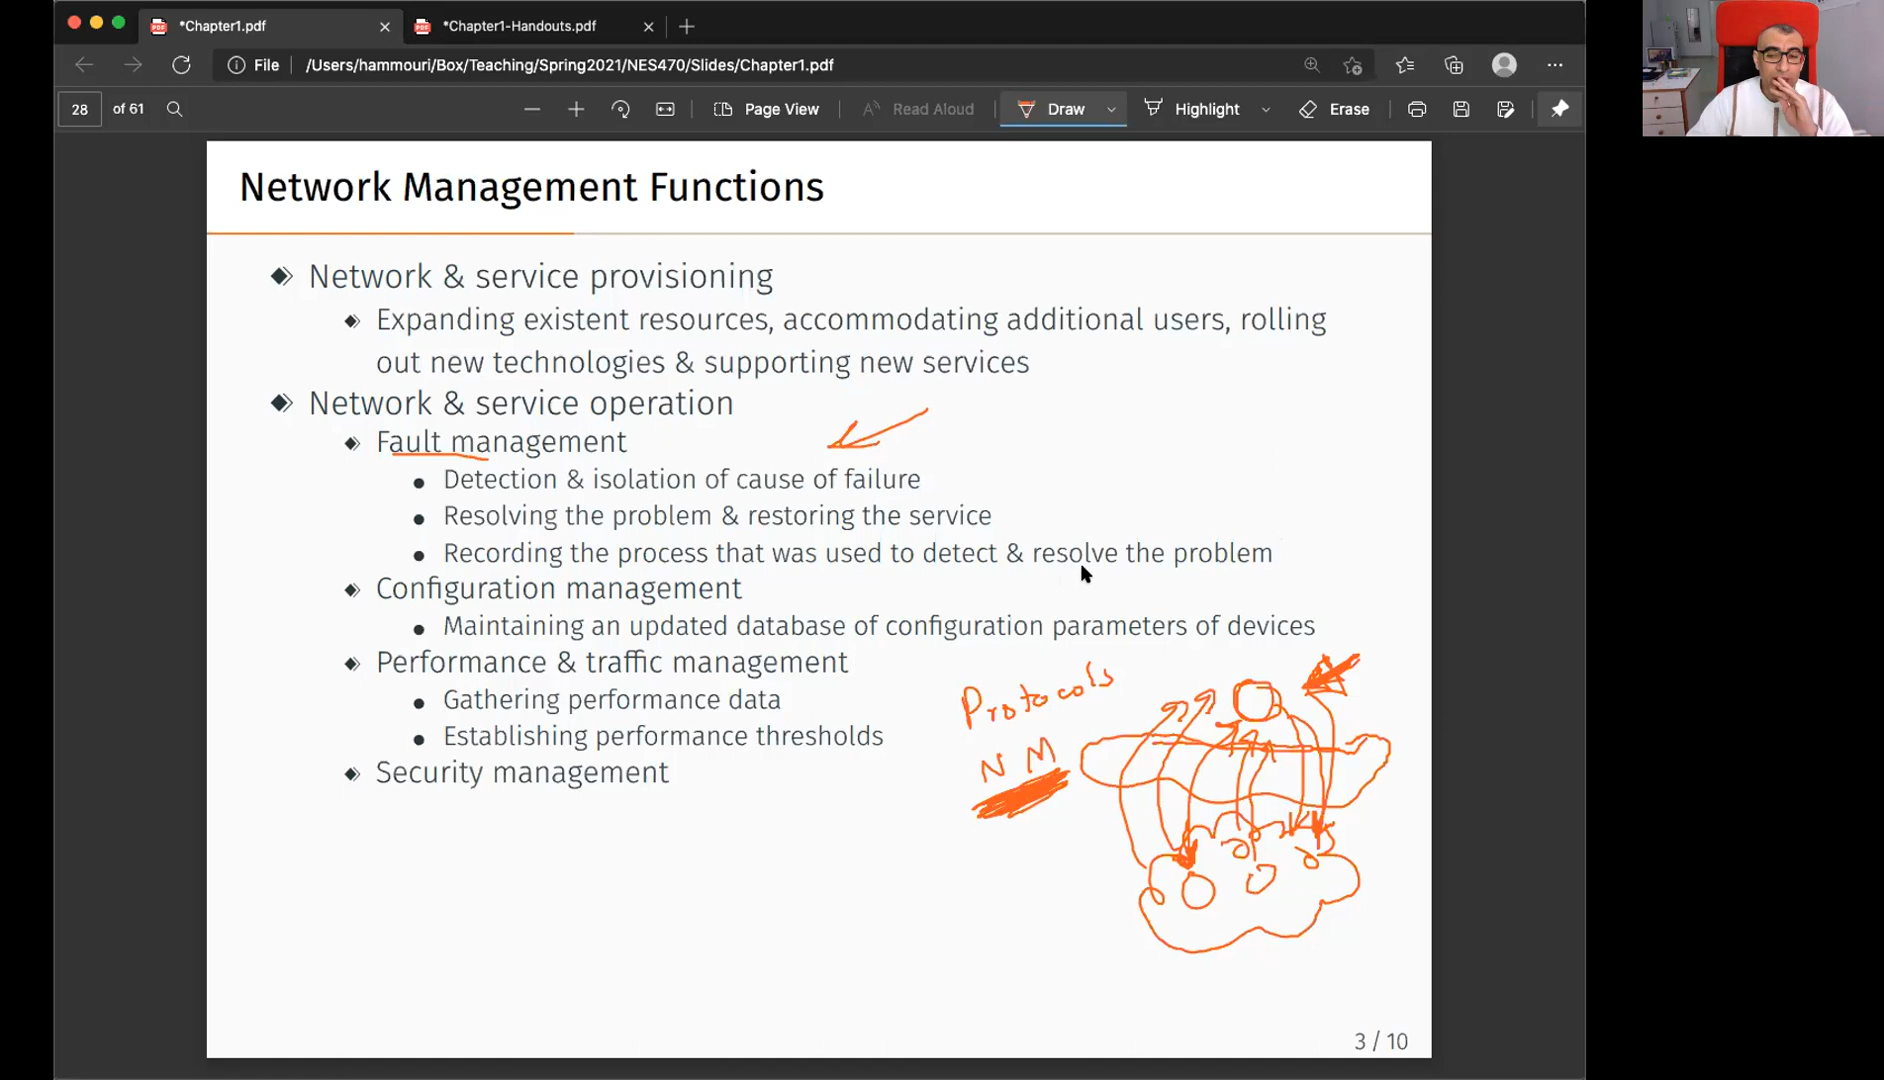 *Chapter1.pdf
*Chapter1-Handouts.pdf
File
/Users/hammouri/Box/Teaching/Spring2021/NES470/Slides/Chapter1.pdf
28 of 61
Page View
Read Aloud
Draw
Highlight
Erase
Network Management Functions
Network & service provisioning
Expanding existent resources, accommodating additional users, rolling
out new technologies & supporting new services
Network & service operation
Fault management
Detection & isolation of cause of failure
Resolving the problem & restoring the service
Recording the process that was used to detect & resolve the problem
Configuration management
Maintaining an updated database of configuration parameters of devices
Performance & traffic management
Gathering performance data
Establishing performance thresholds
Security management
Protocols
NM
3 / 10